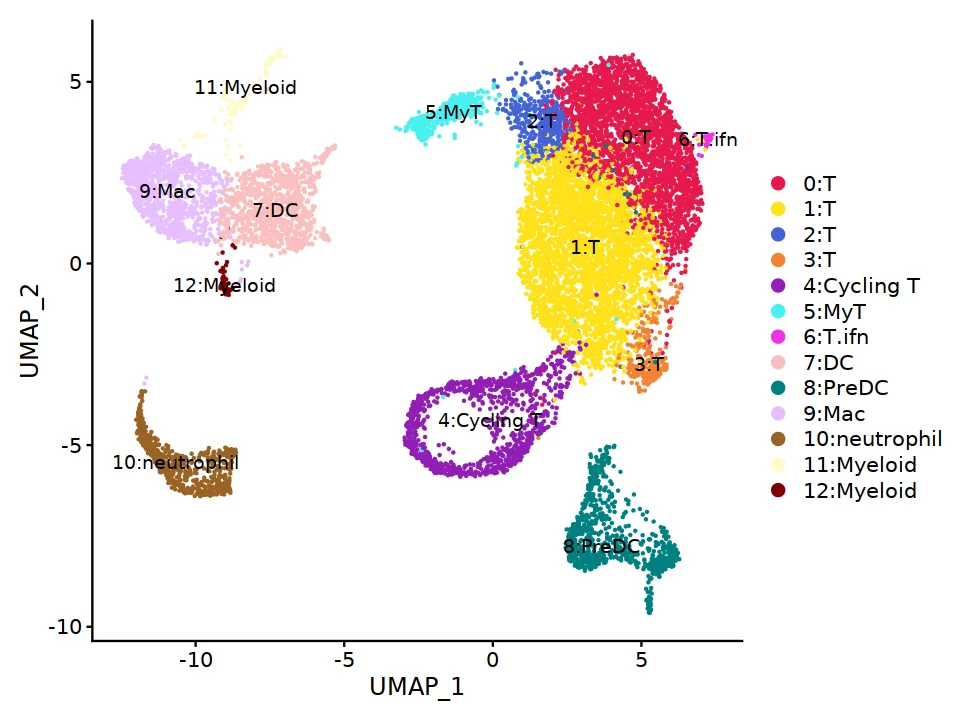 11:Myeloid
5:MyT
2:T
0:T
6:T.ifn
9:Mac
7:DC
1:T
12:Myeloid
3:T
4:Cycling T
10:neutrophil
8:PreDC
5
0
-5
-10
UMAP_2
-10
-5
0
5
UMAP_1
0:T
1:T
2:T
3:T
4:Cycling T
5:MyT
6:T.ifn
7:DC
8:PreDC
9:Mac
10:neutrophil
11:Myeloid
12:Myeloid